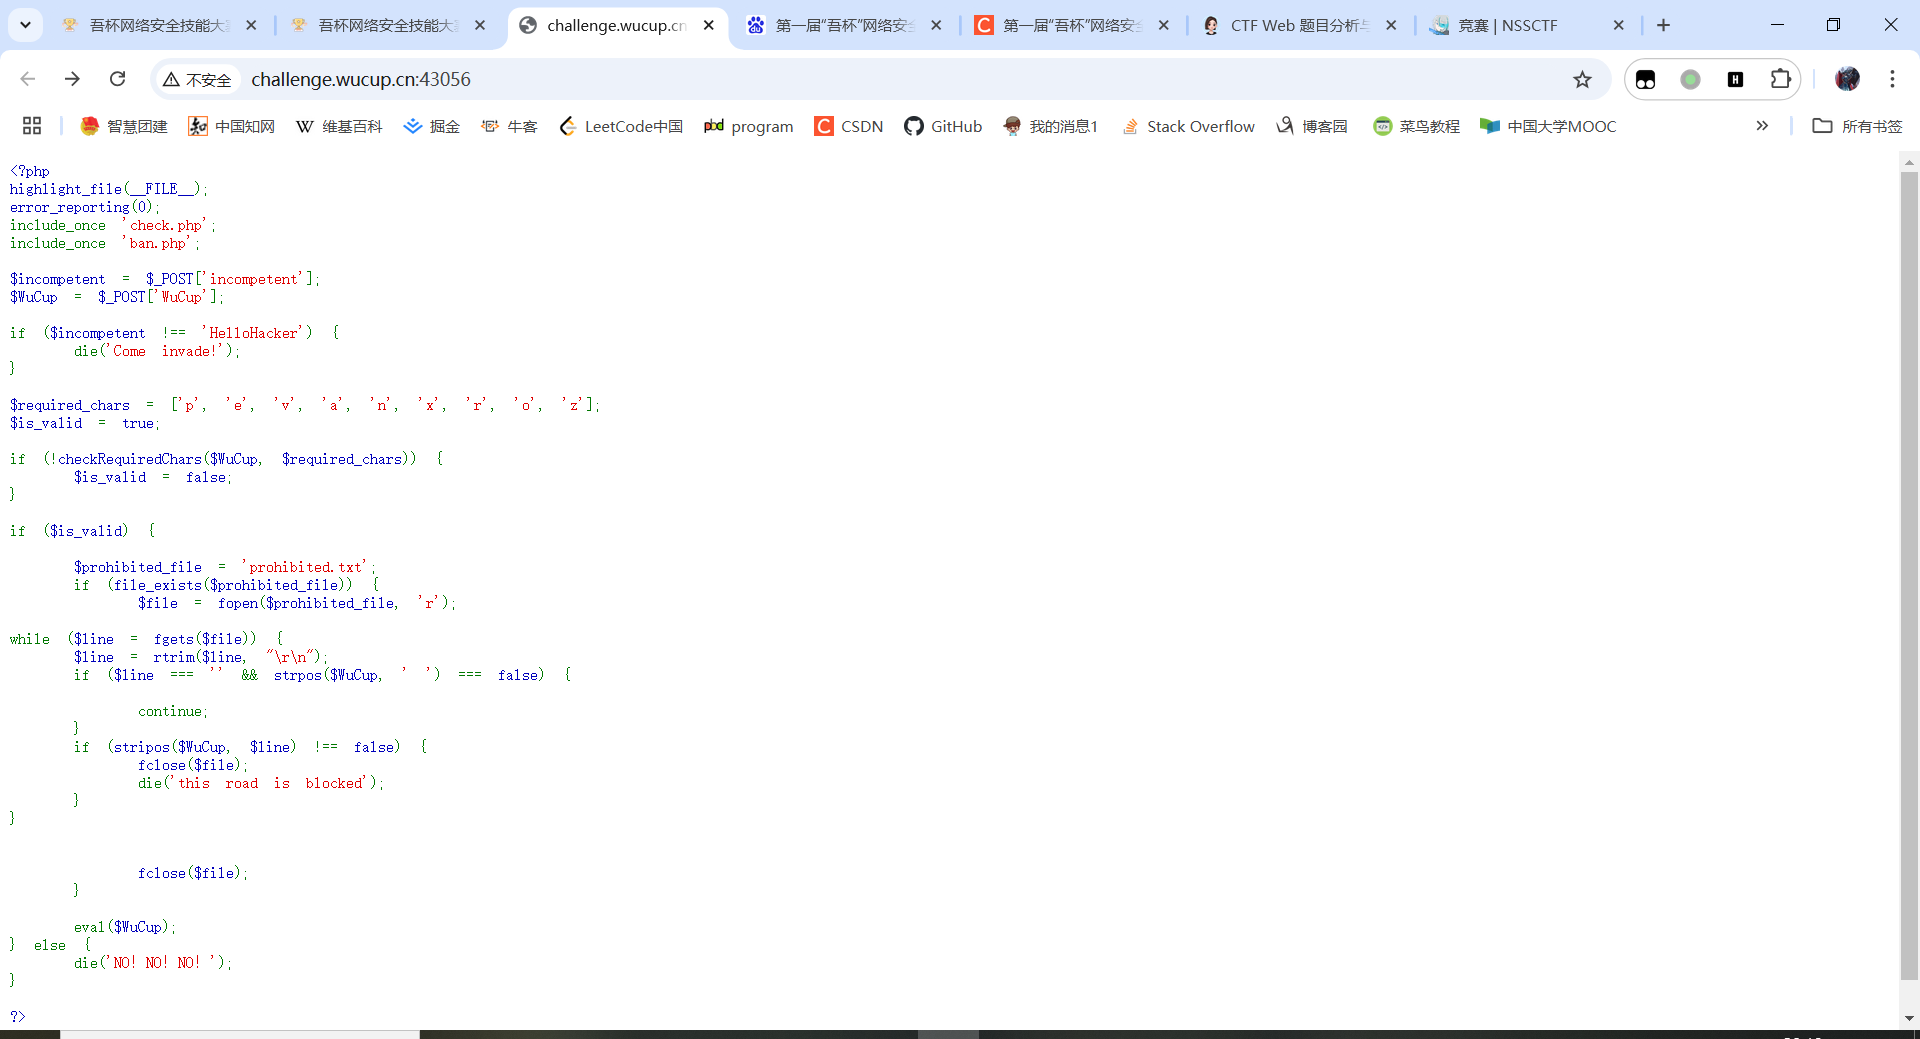 吾杯网络安全技能大
吾杯网络安全技能大
challenge.wucup.cn
第一届“吾杯”网络安
第一届“吾杯”网络安
CTF Web 题目分析与
竞赛 | NSSCTF
不安全
challenge.wucup.cn:43056
智慧团建
中国知网
维基百科
掘金
牛客
LeetCode中国
pbd program
CSDN
GitHub
我的消息1
Stack Overflow
博客园
菜鸟教程
中国大学MOOC
所有书签
<?php
highlight_file(__FILE__);
error_reporting(0);
include_once 'check.php';
include_once 'ban.php';
$incompetent = $_POST['incompetent'];
$WuCup = $_POST['WuCup'];
if ($incompetent !== 'HelloHacker') {
die('Come invade!');
}
$required_chars = ['p', 'e', 'v', 'a', 'n', 'x', 'r', 'o', 'z'];
$is_valid = true;
if (!checkRequiredChars($WuCup, $required_chars)) {
$is_valid = false;
}
if ($is_valid) {
$prohibited_file = 'prohibited.txt';
if (file_exists($prohibited_file)) {
$file = fopen($prohibited_file, 'r');
while ($line = fgets($file)) {
$line = rtrim($line, "\r\n");
if ($line === '' && strpos($WuCup, ' ') === false) {
continue;
}
if (stripos($WuCup, $line) !== false) {
fclose($file);
die('this road is blocked');
}
}
fclose($file);
}
eval($WuCup);
} else {
die('NO! NO! NO! ');
}
?>